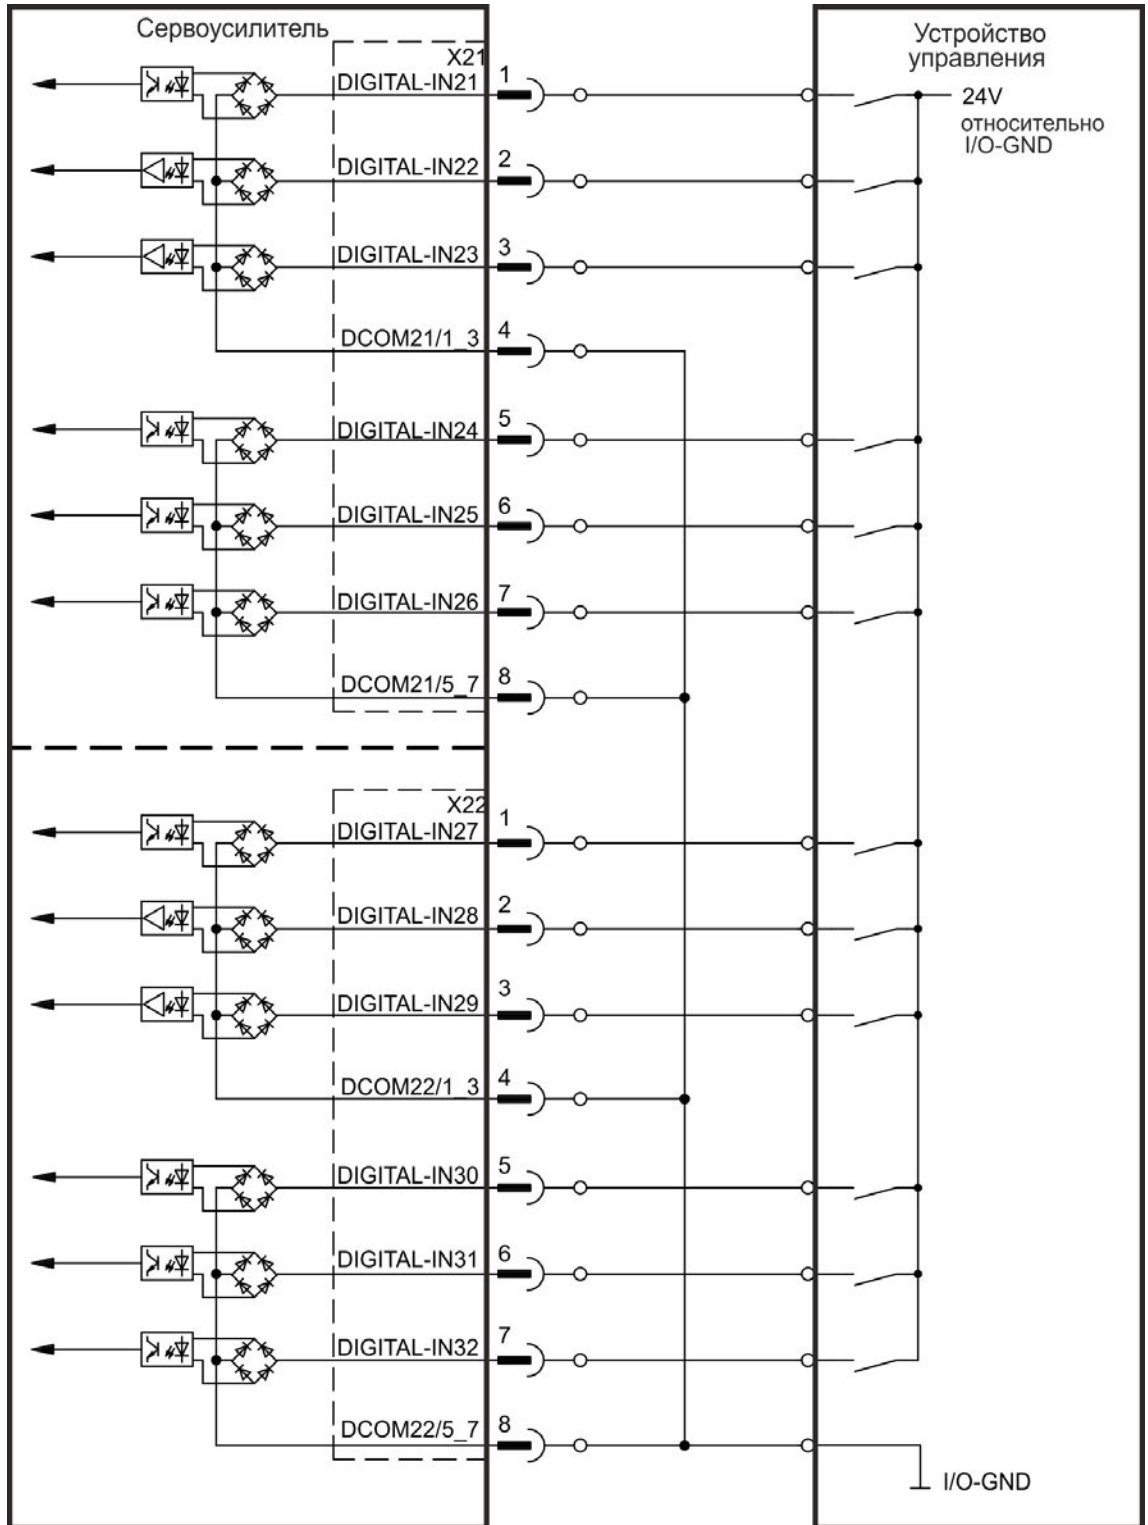 Сервоусилитель
Устройство
управления
24V
относительно
I/O-GND
X21
DIGITAL-IN21 1
DIGITAL-IN22 2
DIGITAL-IN23 3
DCOM21/1_3 4
DIGITAL-IN24 5
DIGITAL-IN25 6
DIGITAL-IN26 7
DCOM21/5_7 8
X22
DIGITAL-IN27 1
DIGITAL-IN28 2
DIGITAL-IN29 3
DCOM22/1_3 4
DIGITAL-IN30 5
DIGITAL-IN31 6
DIGITAL-IN32 7
DCOM22/5_7 8
I/O-GND